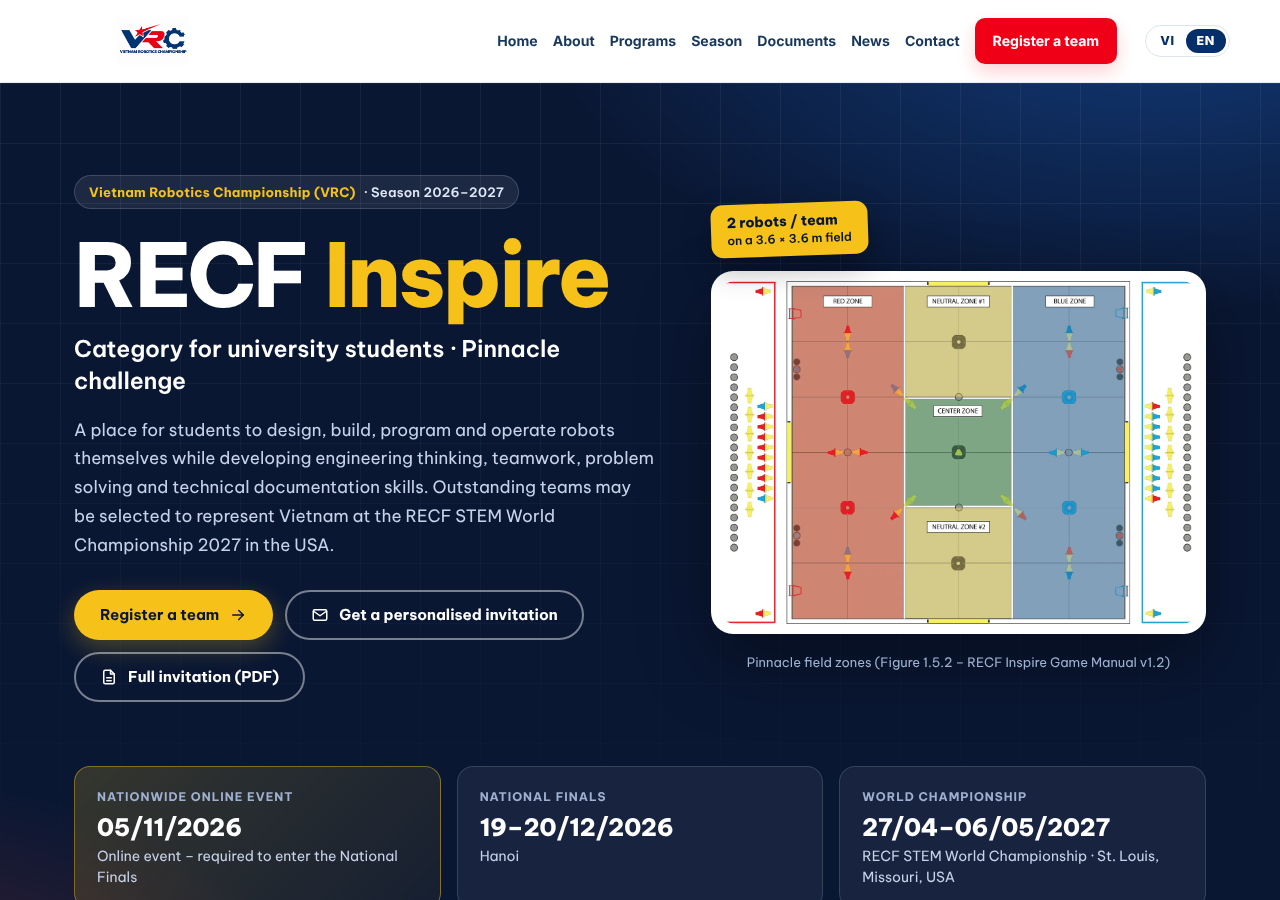 VRC
VIETNAM ROBOTICS CHAMPIONSHIP
Home About Programs Season Documents News Contact Register a team VI EN
Vietnam Robotics Championship (VRC) · Season 2026–2027
RECF Inspire
Category for university students · Pinnacle
challenge
A place for students to design, build, program and operate robots
themselves while developing engineering thinking, teamwork, problem
solving and technical documentation skills. Outstanding teams may
be selected to represent Vietnam at the RECF STEM World
Championship 2027 in the USA.
Register a team →
Get a personalised invitation
Full invitation (PDF)
2 robots / team
on a 3.6 × 3.6 m field
RED ZONE
NEUTRAL ZONE #1
BLUE ZONE
CENTER ZONE
NEUTRAL ZONE #2
Pinnacle field zones (Figure 1.5.2 – RECF Inspire Game Manual v1.2)
NATIONWIDE ONLINE EVENT
05/11/2026
Online event – required to enter the National
Finals
NATIONAL FINALS
19–20/12/2026
Hanoi
WORLD CHAMPIONSHIP
27/04–06/05/2027
RECF STEM World Championship · St. Louis,
Missouri, USA